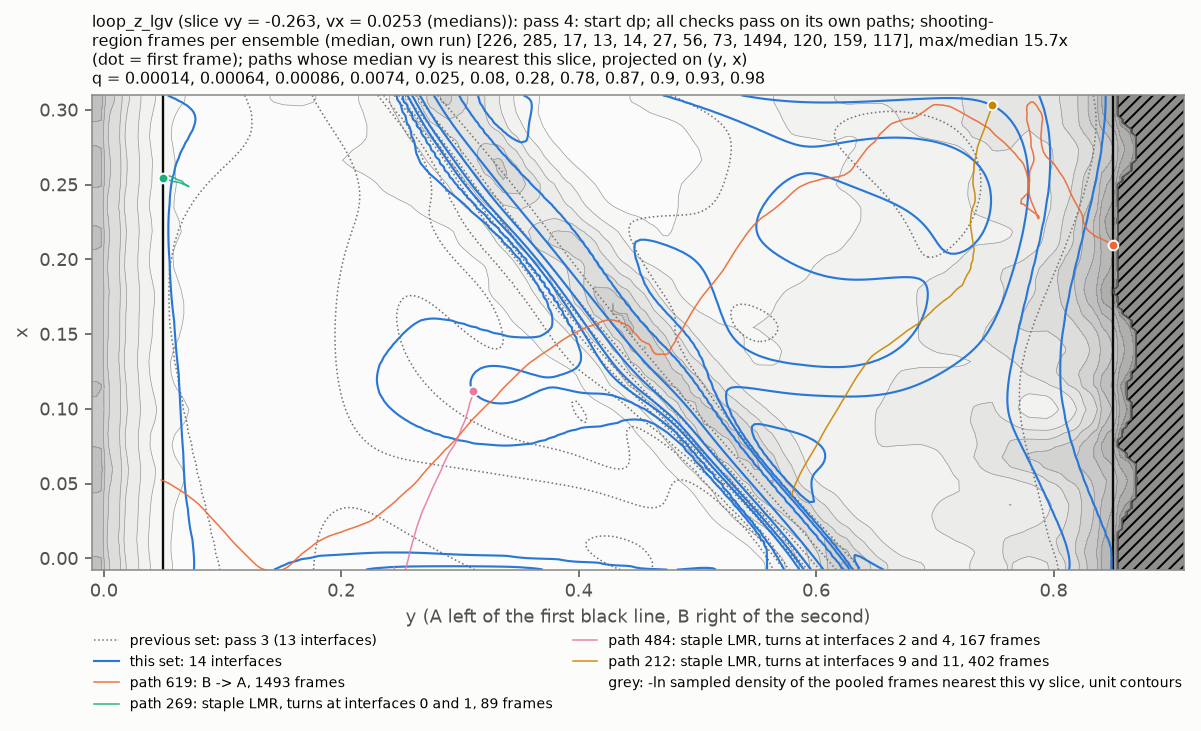 loop_z_lgv (slice vy = -0.263, vx = 0.0253 (medians)): pass 4: start dp; all checks pass on its own paths; shooting-
region frames per ensemble (median, own run) [226, 285, 17, 13, 14, 27, 56, 73, 1494, 120, 159, 117], max/median 15.7x
(dot = first frame); paths whose median vy is nearest this slice, projected on (y, x)
q = 0.00014, 0.00064, 0.00086, 0.0074, 0.025, 0.08, 0.28, 0.78, 0.87, 0.9, 0.93, 0.98
0.30
0.25
0.20
0.15
0.10
0.05
0.00
x
0.0 0.2 0.4 0.6 0.8
y (A left of the first black line, B right of the second)
previous set: pass 3 (13 interfaces)
this set: 14 interfaces
path 619: B -> A, 1493 frames
path 269: staple LMR, turns at interfaces 0 and 1, 89 frames
path 484: staple LMR, turns at interfaces 2 and 4, 167 frames
path 212: staple LMR, turns at interfaces 9 and 11, 402 frames
grey: -ln sampled density of the pooled frames nearest this vy slice, unit contours